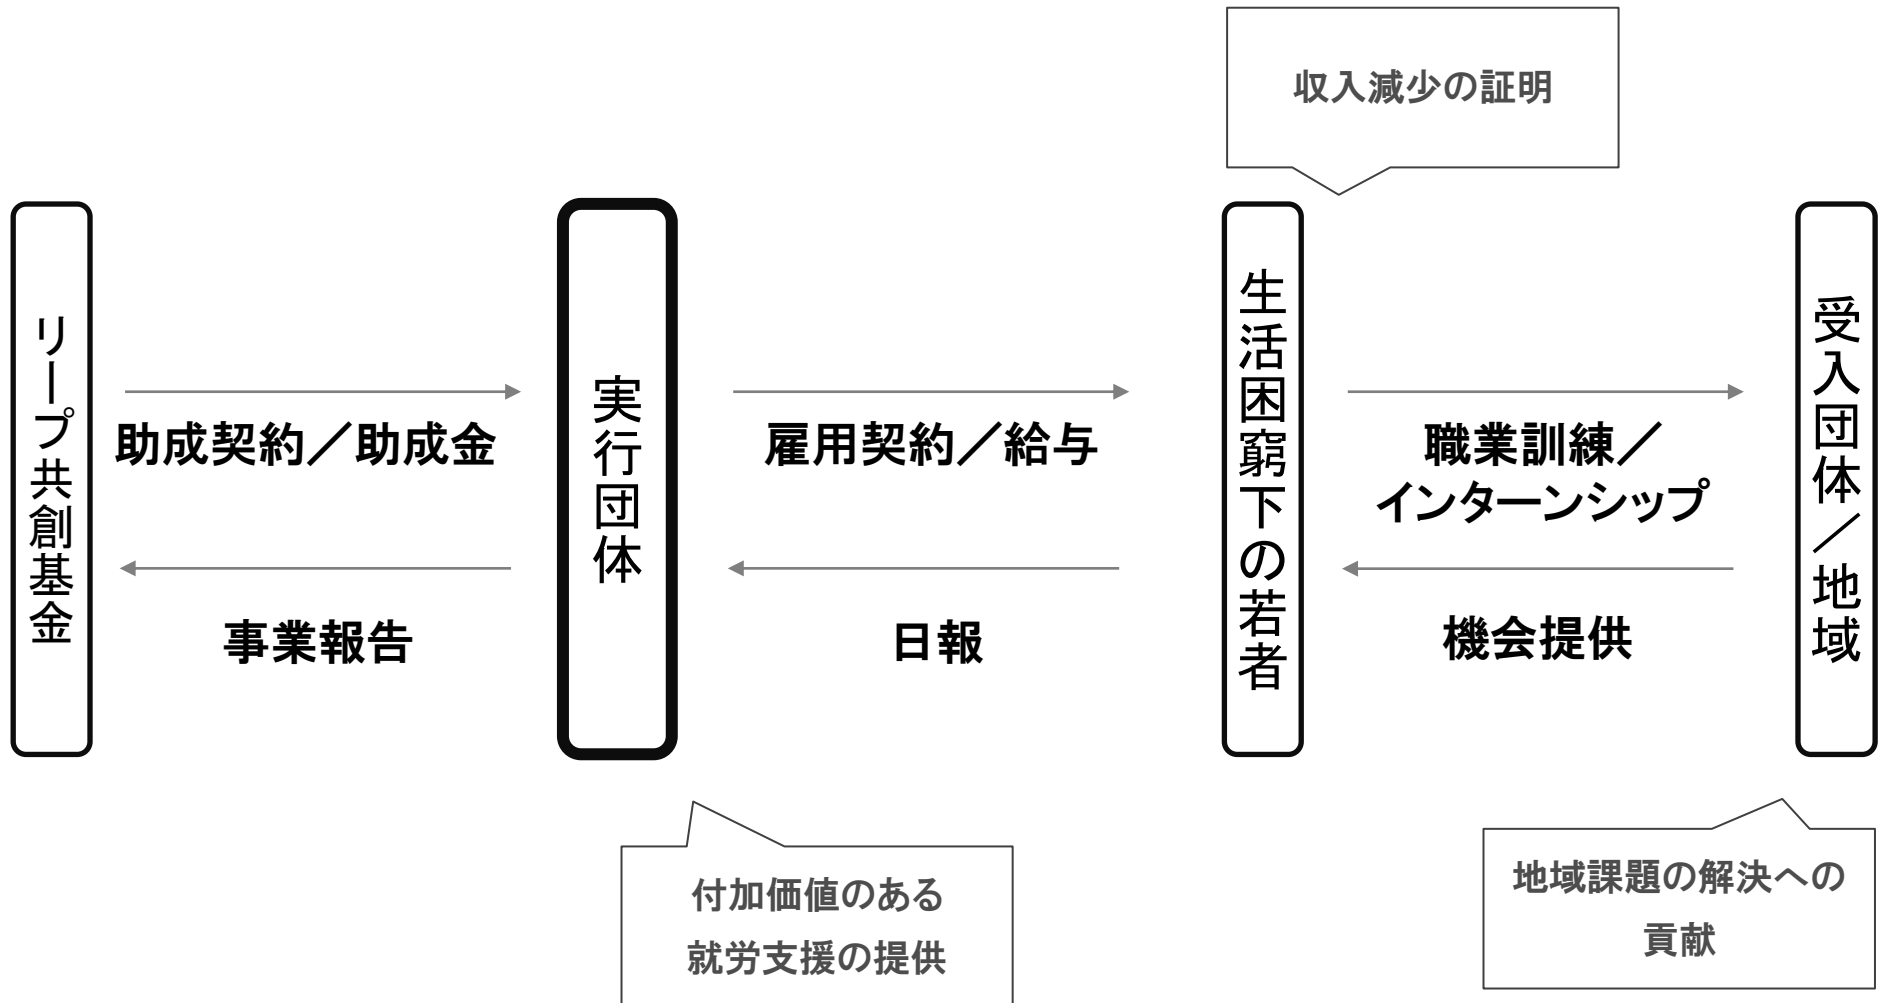 収入減少の証明
リープ共創基金
助成契約／助成金
事業報告
実行団体
雇用契約／給与
日報
生活困窮下の若者
職業訓練／
インターンシップ
機会提供
受入団体／地域
付加価値のある
就労支援の提供
地域課題の解決への
貢献